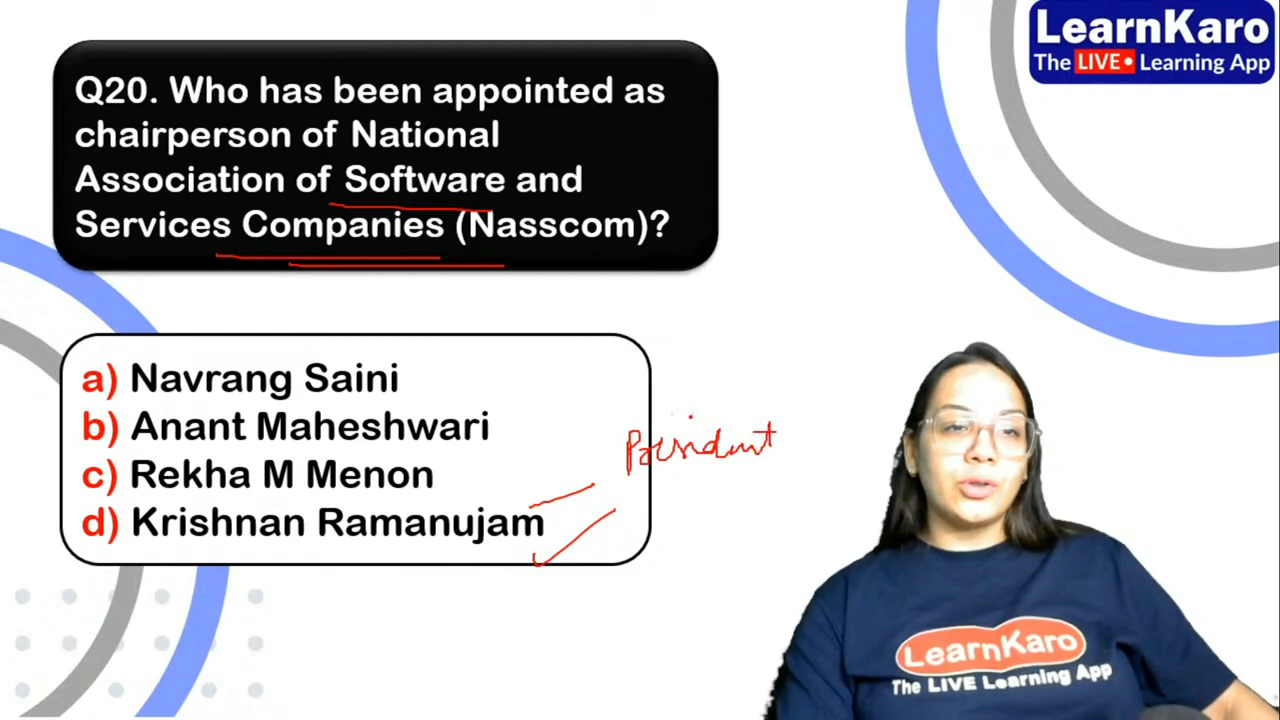 LearnKaro
The LIVE Learning App
Q20. Who has been appointed as
chairperson of National
Association of Software and
Services Companies (Nasscom)?
a) Navrang Saini
b) Anant Maheshwari
c) Rekha M Menon
d) Krishnan Ramanujam
President
LearnKaro
The LIVE Learning App